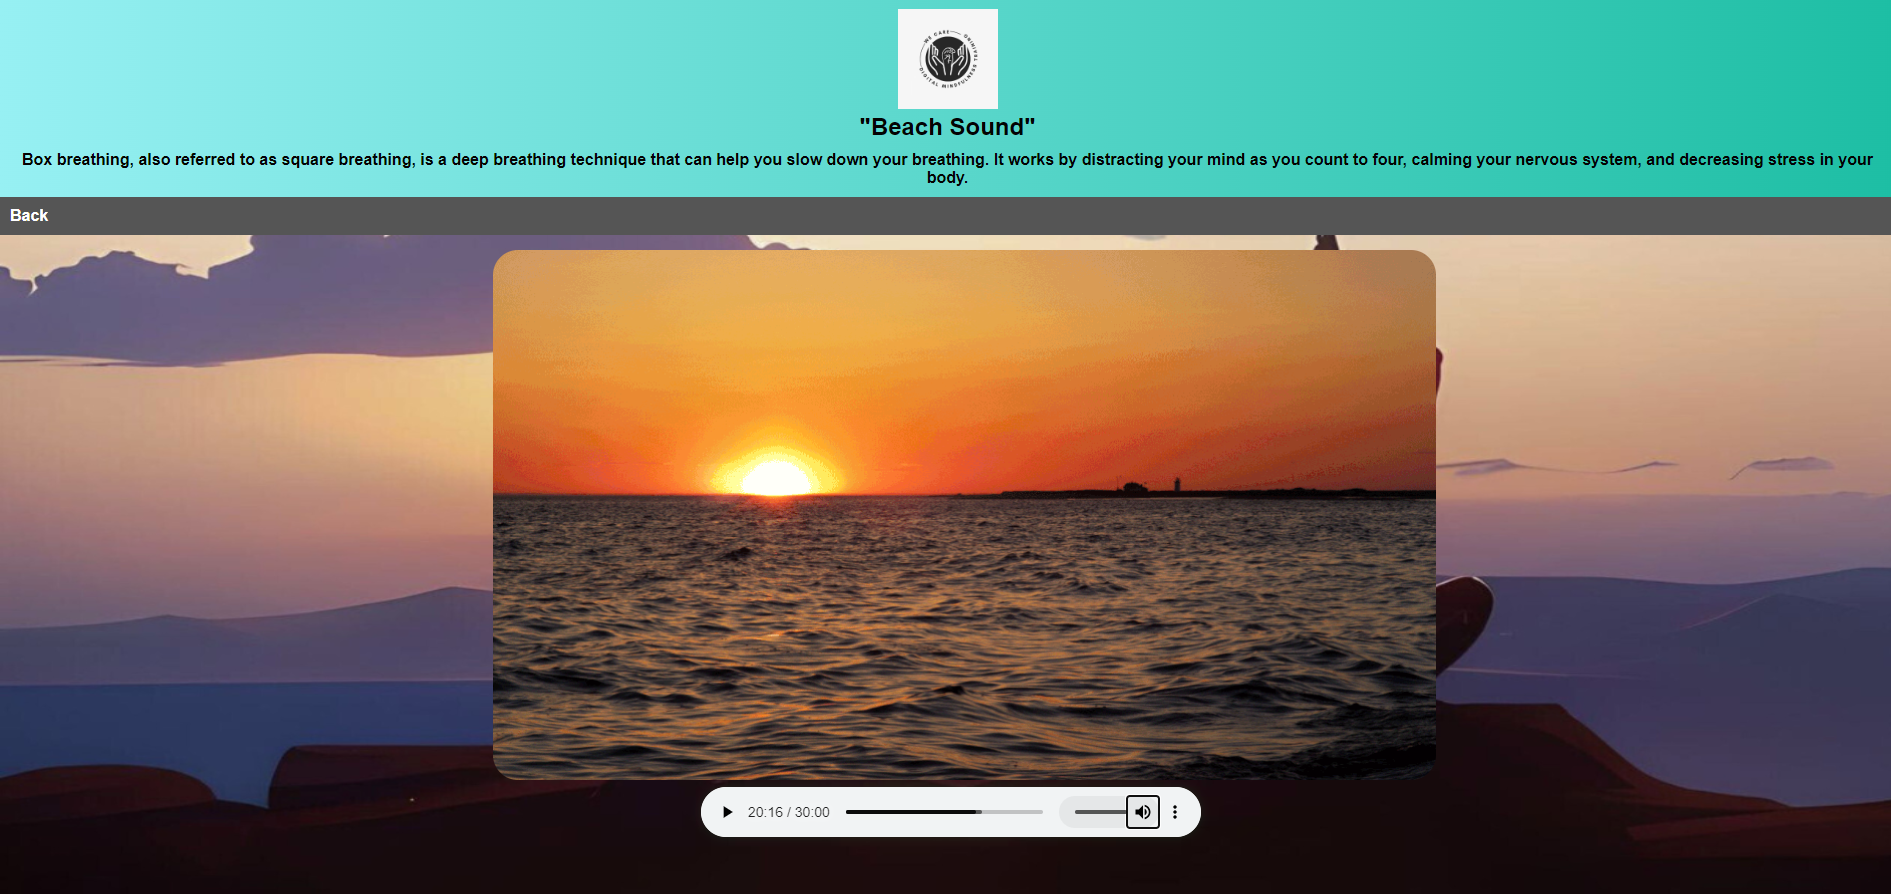 WE CARE
DIGITAL MINDFULNESS TRAINING
"Beach Sound"
Box breathing, also referred to as square breathing, is a deep breathing technique that can help you slow down your breathing. It works by distracting your mind as you count to four, calming your nervous system, and decreasing stress in your
body.
Back
20:16 / 30:00